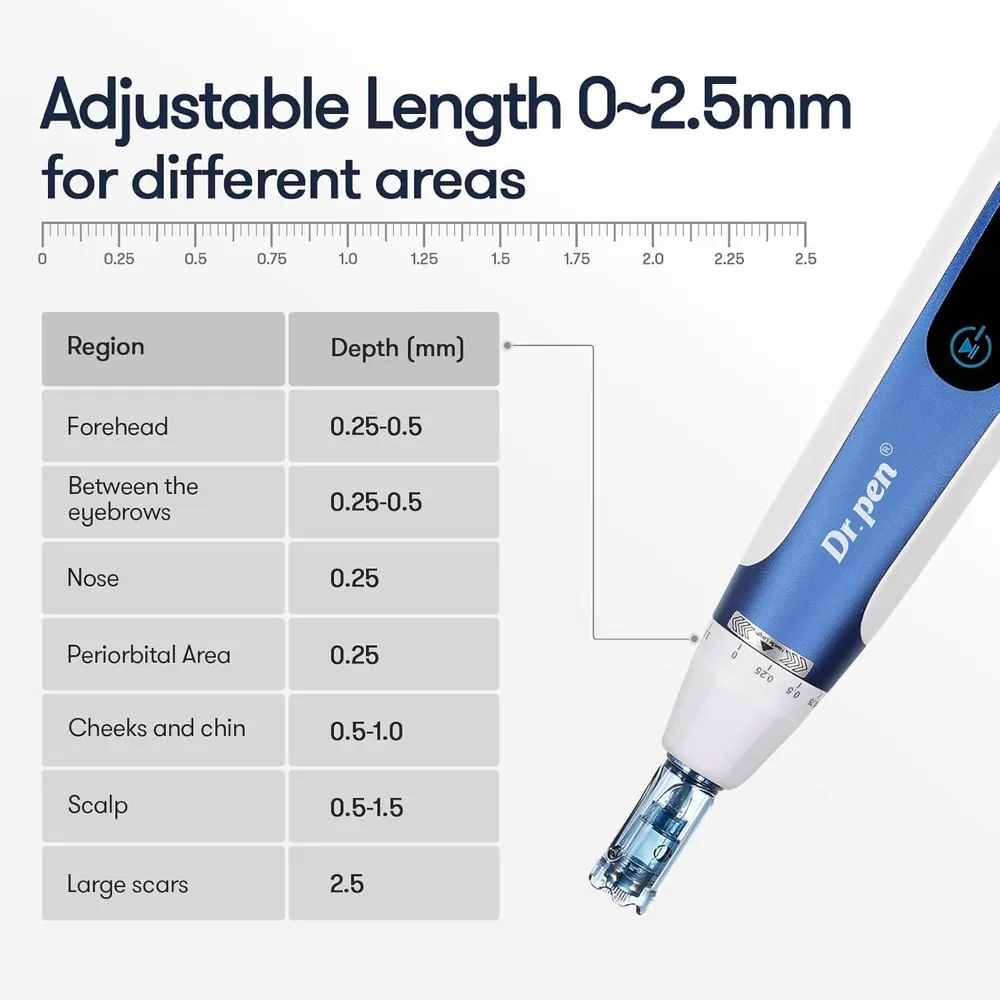 Adjustable Length 0~2.5mm
for different areas
0 0.25 0.5 0.75 1.0 1.25 1.5 1.75 2.0 2.25 2.5
Region Depth (mm)
Forehead 0.25-0.5
Between the
eyebrows 0.25-0.5
Nose 0.25
Periorbital Area 0.25
Cheeks and chin 0.5-1.0
Scalp 0.5-1.5
Large scars 2.5
Dr.pen®
0 0.25 0.5